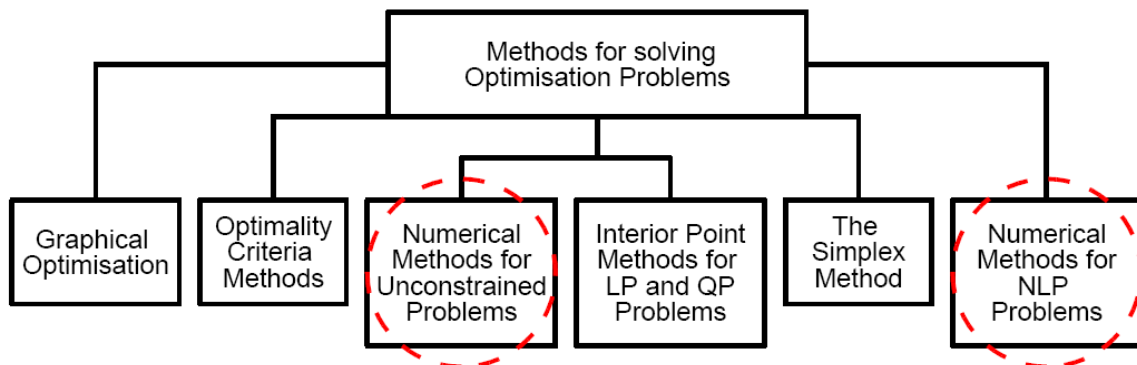 Methods for solving
Optimisation Problems
Graphical
Optimisation
Optimality
Criteria
Methods
Numerical
Methods for
Unconstrained
Problems
Interior Point
Methods for
LP and QP
Problems
The
Simplex
Method
Numerical
Methods for
NLP
Problems